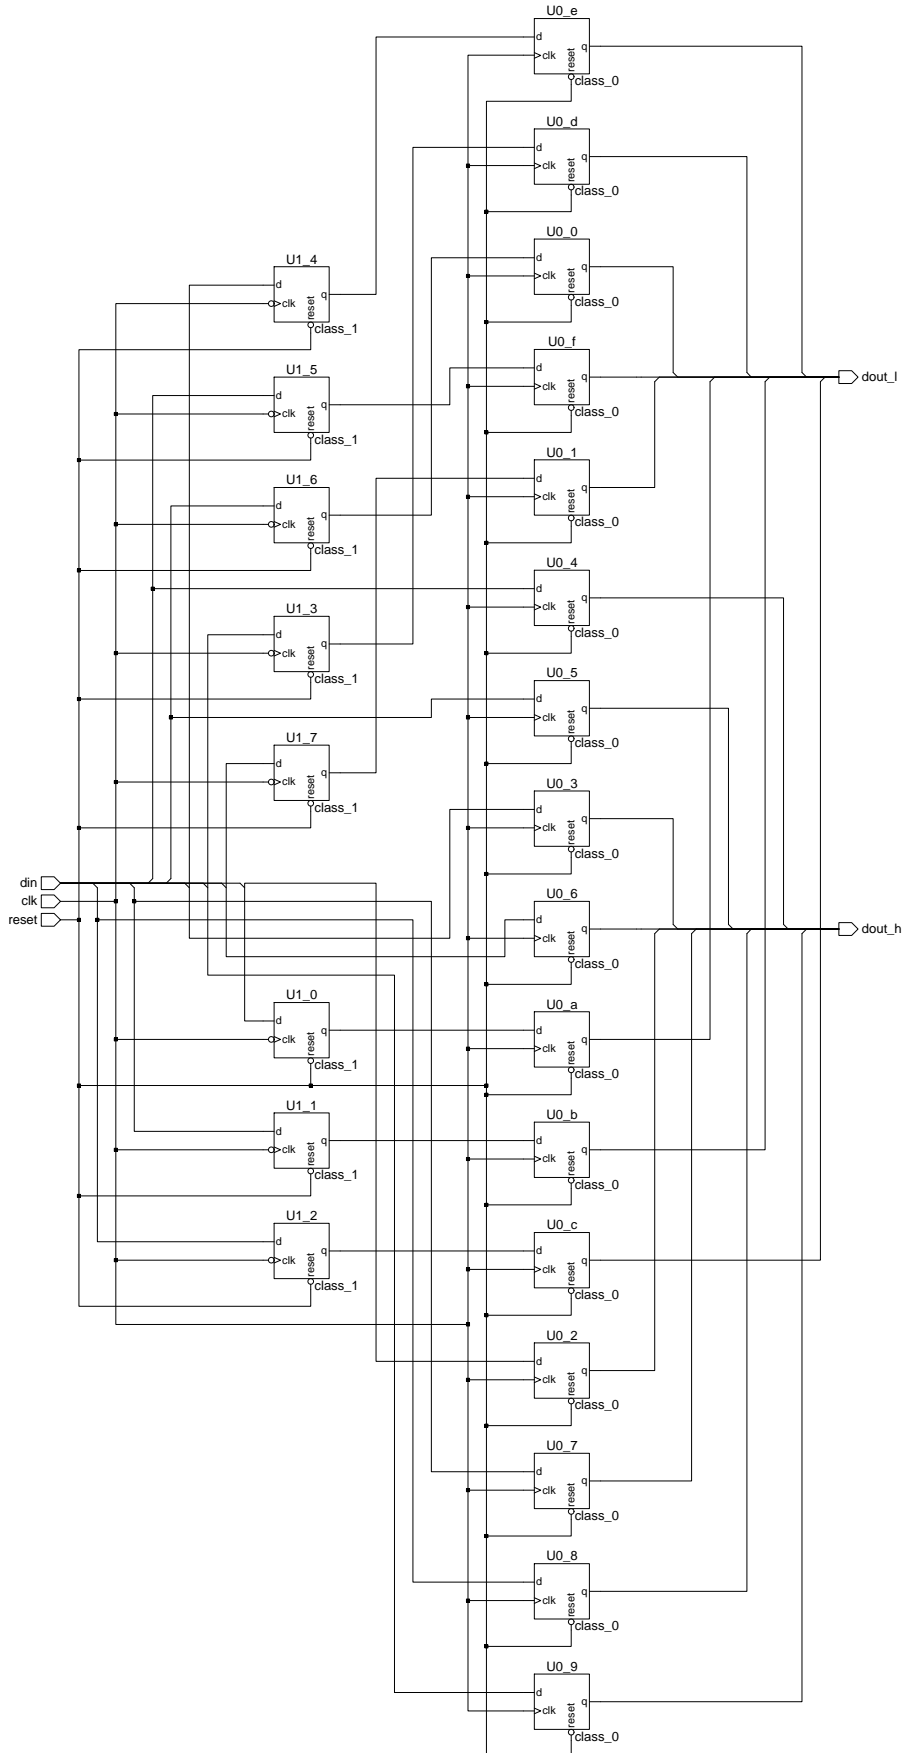 U0_e
d
q
clk
reset
class_0
U0_d
d
q
clk
reset
class_0
U0_0
d
q
clk
reset
class_0
U1_4
d
q
clk
reset
class_1
U0_f
d
q
clk
reset
class_0
dout_l
U1_5
d
q
clk
reset
class_1
U0_1
d
q
clk
reset
class_0
U1_6
d
q
clk
reset
class_1
U0_4
d
q
clk
reset
class_0
U1_3
d
q
clk
reset
class_1
U0_5
d
q
clk
reset
class_0
U1_7
d
q
clk
reset
class_1
U0_3
d
q
clk
reset
class_0
din
clk
reset
U0_6
d
q
clk
reset
class_0
dout_h
U1_0
d
q
clk
reset
class_1
U0_a
d
q
clk
reset
class_0
U1_1
d
q
clk
reset
class_1
U0_b
d
q
clk
reset
class_0
U1_2
d
q
clk
reset
class_1
U0_c
d
q
clk
reset
class_0
U0_2
d
q
clk
reset
class_0
U0_7
d
q
clk
reset
class_0
U0_8
d
q
clk
reset
class_0
U0_9
d
q
clk
reset
class_0